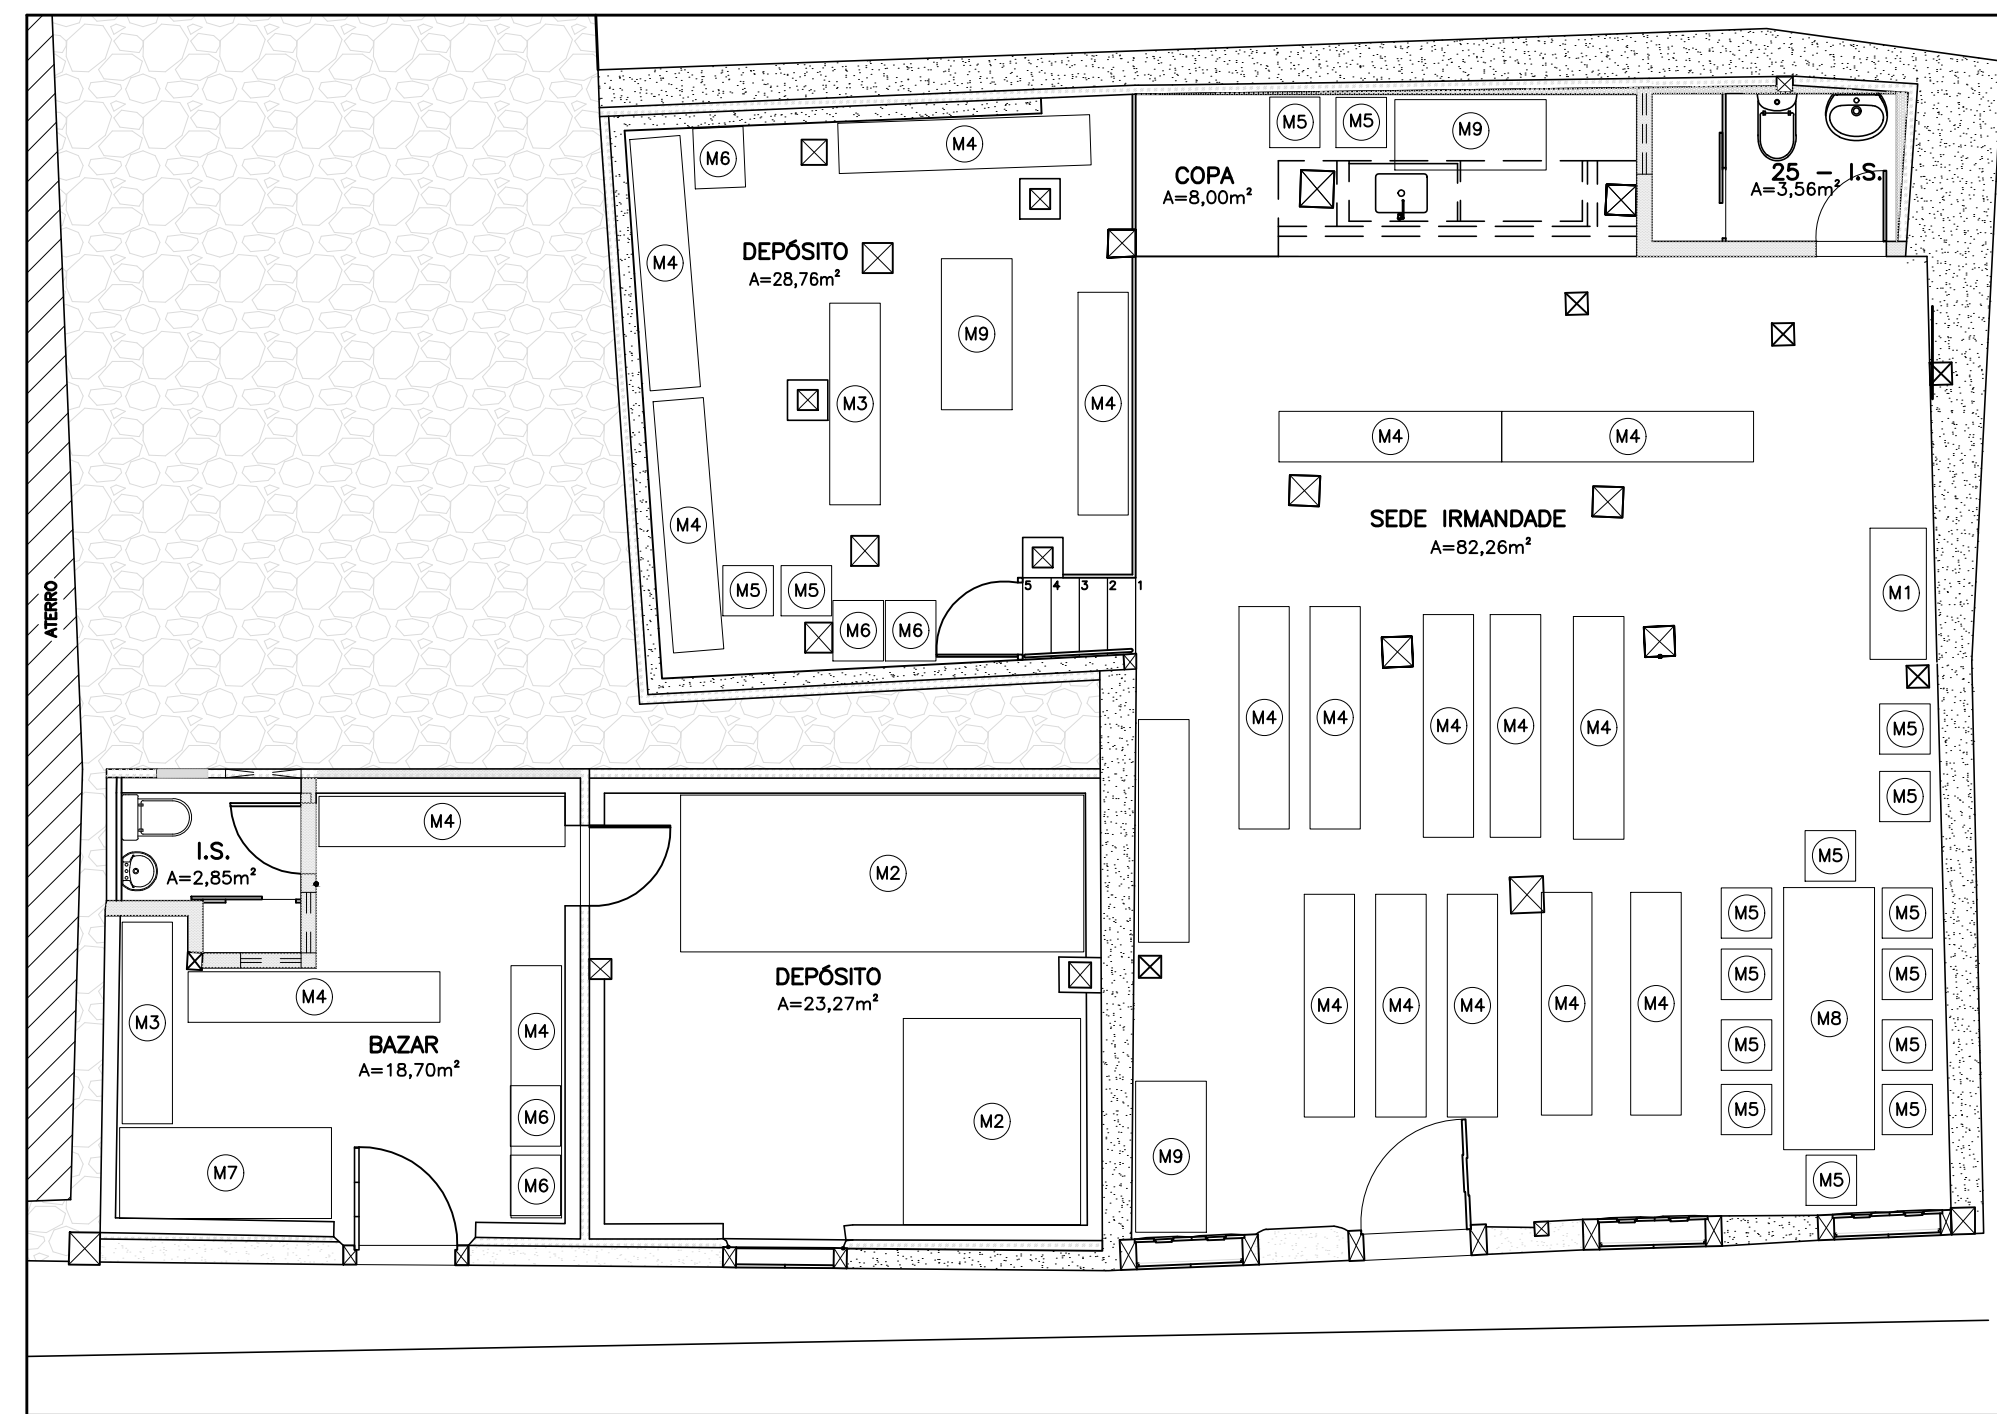 M5
M5
M9
M4
M6
COPA
A=8,00m²
25 - I.S.
A=3,56m²
DEPÓSITO
A=28,76m²
M4
M9
M3
M4
M4
M4
M4
SEDE IRMANDADE
A=82,26m²
M4
M5
M5
M6
M6
5
4
3
2
1
ATERRO
M1
M4
M4
M4
M4
M4
M5
M5
M4
I.S.
A=2,85m²
M2
M5
M5
M5
M5
M5
M8
M5
M5
M5
M5
M5
DEPÓSITO
A=23,27m²
M4
M3
M4
BAZAR
A=18,70m²
M4
M4
M4
M4
M4
M6
M2
M9
M7
M6